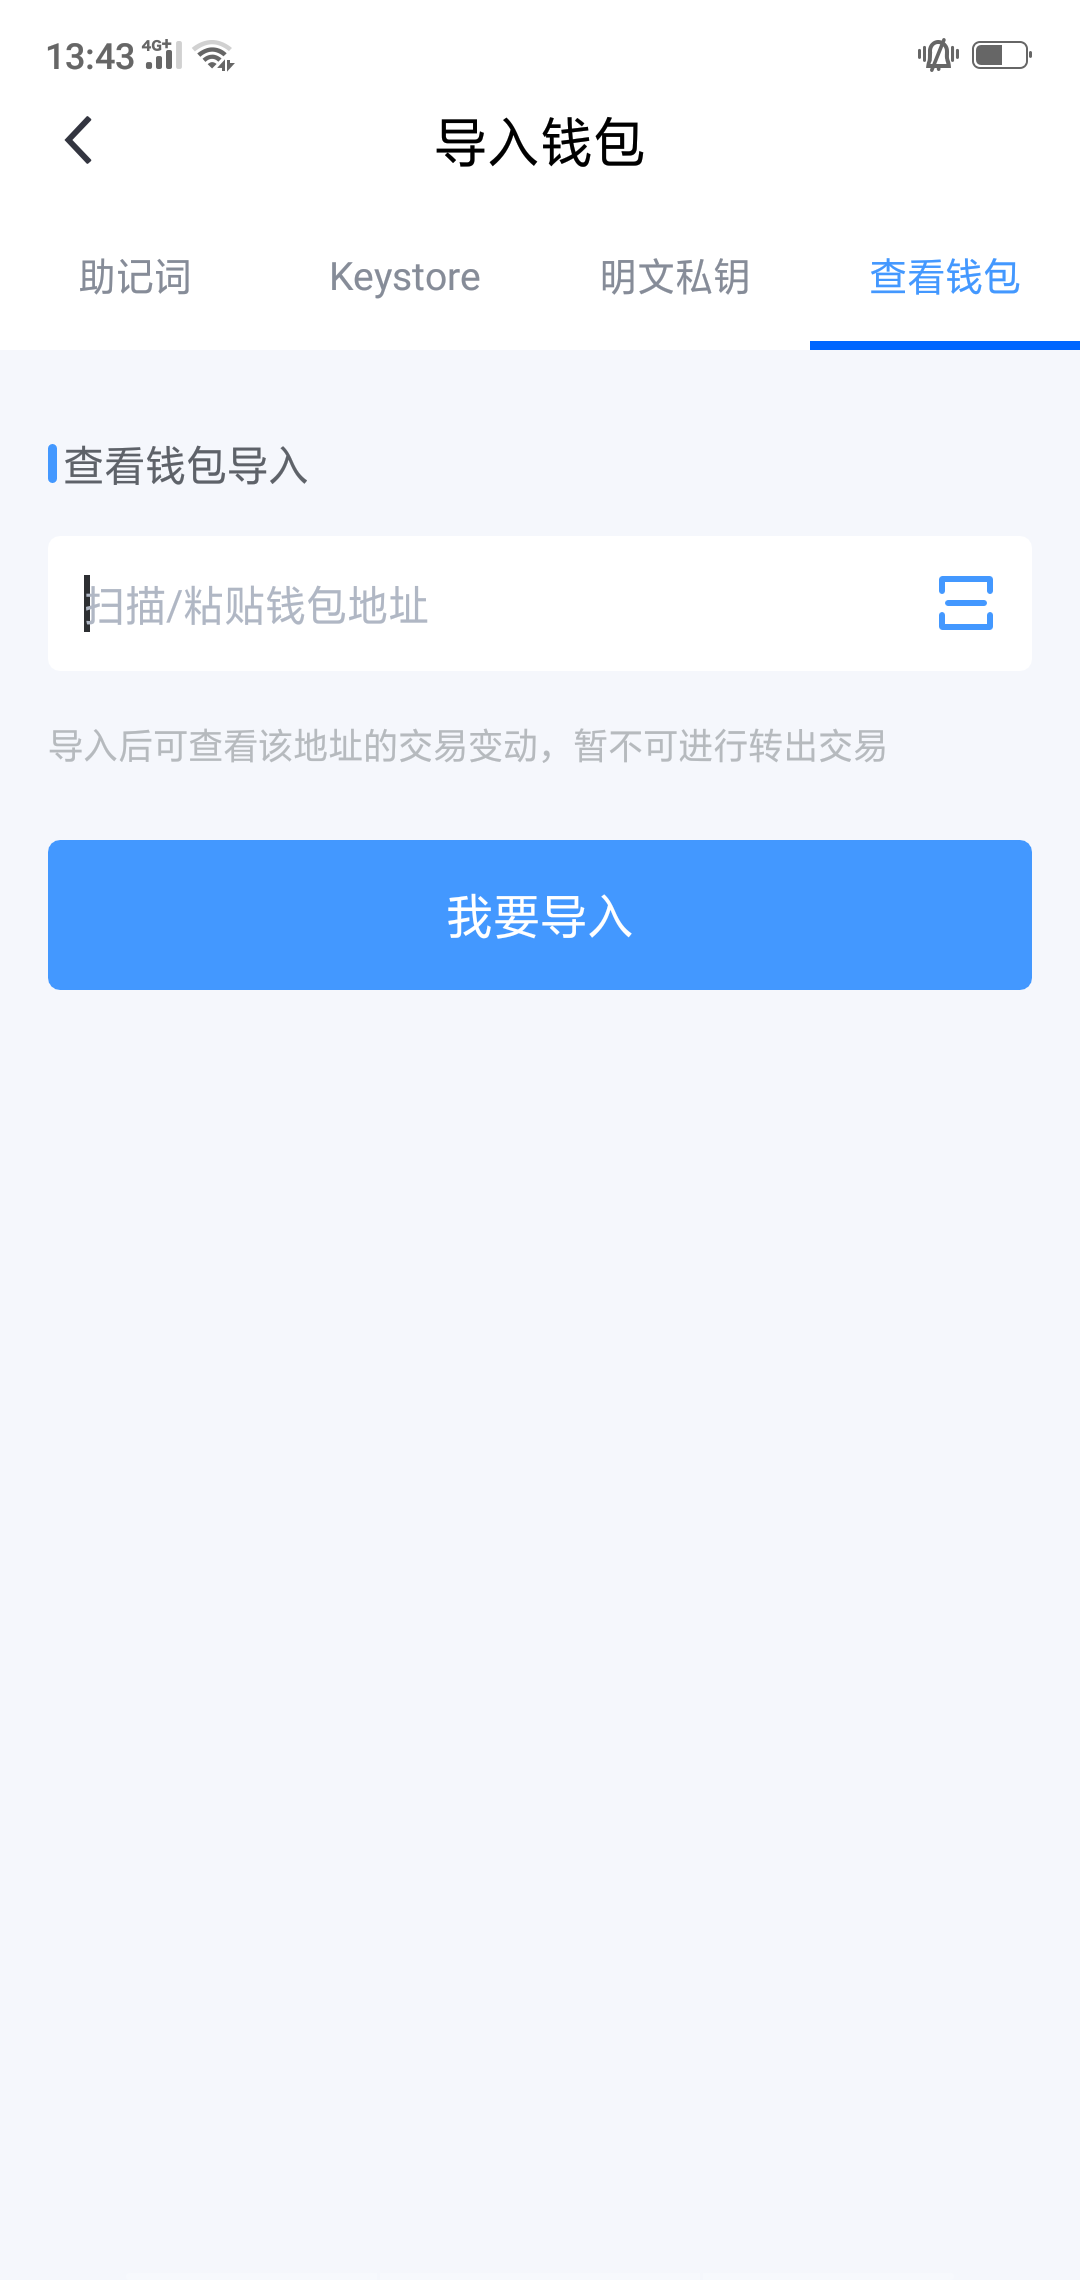 13:43 4G+
导入钱包
助记词 Keystore 明文私钥 查看钱包
查看钱包导入
扫描/粘贴钱包地址
导入后可查看该地址的交易变动，暂不可进行转出交易
我要导入